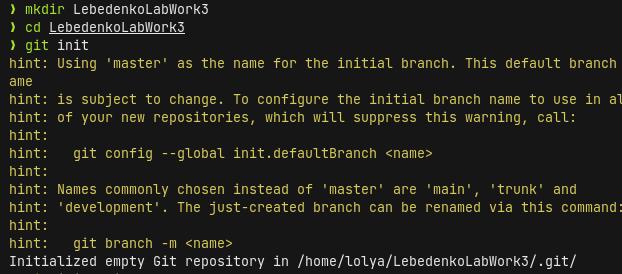 ❯ mkdir LebedenkoLabWork3
❯ cd LebedenkoLabWork3
❯ git init
hint: Using 'master' as the name for the initial branch. This default branch
ame
hint: is subject to change. To configure the initial branch name to use in al
hint: of your new repositories, which will suppress this warning, call:
hint:
hint:   git config --global init.defaultBranch <name>
hint:
hint: Names commonly chosen instead of 'master' are 'main', 'trunk' and
hint: 'development'. The just-created branch can be renamed via this command:
hint:
hint:   git branch -m <name>
Initialized empty Git repository in /home/lolya/LebedenkoLabWork3/.git/